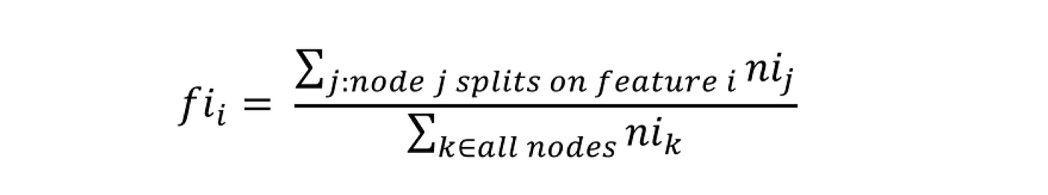 fi_i = \frac{\sum_{j:node\ j\ splits\ on\ feature\ i} ni_j}{\sum_{k \in all\ nodes} ni_k}